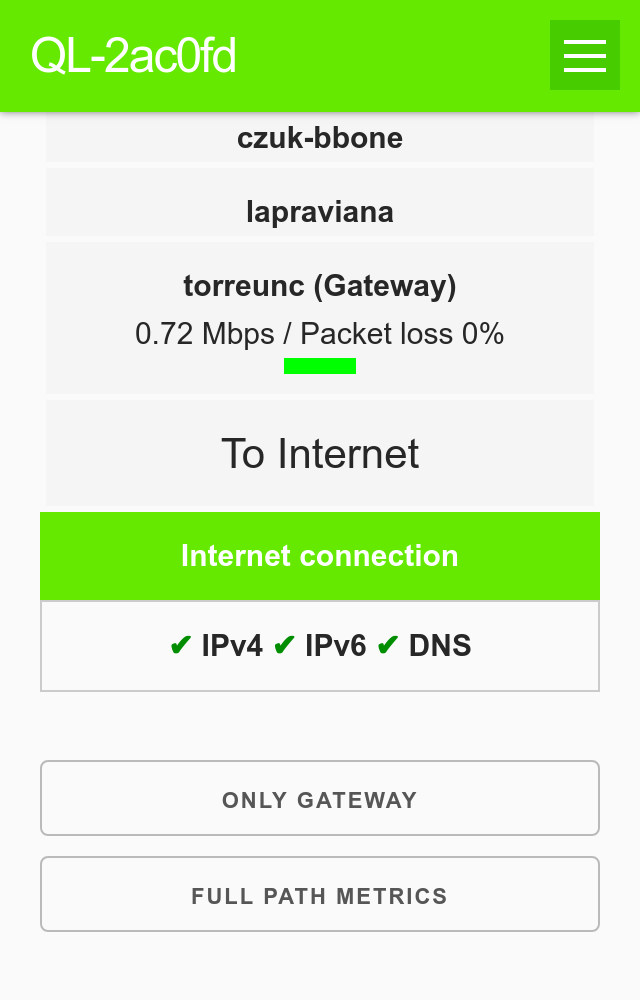 QL-2ac0fd
czuk-bbone
lapraviana
torreunc (Gateway)
0.72 Mbps / Packet loss 0%
To Internet
Internet connection
✔ IPv4 ✔ IPv6 ✔ DNS
ONLY GATEWAY
FULL PATH METRICS